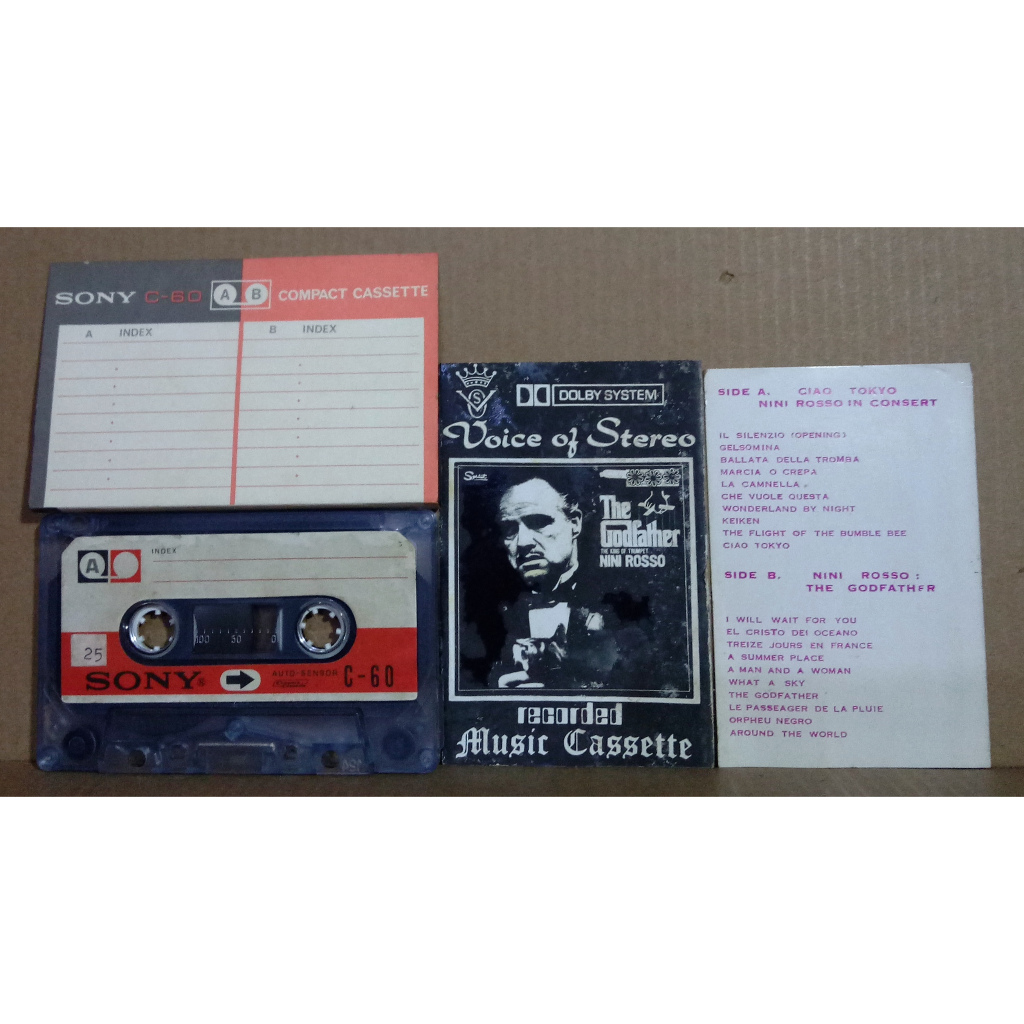 SONY C-60 A B COMPACT CASSETTE
A INDEX B INDEX
A INDEX
100 50 0
25
SONY AUTO-SENSOR C-60
VS
DOLBY SYSTEM
Voice of Stereo
The
Godfather
THE KING OF TRUMPET
NINI ROSSO
recorded
Music Cassette
SIDE A. CIAO TOKYO
NINI ROSSO IN CONSERT
IL SILENZIO (OPENING)
GELSOMINA
BALLATA DELLA TROMBA
MARCIA O CREPA
LA CAMNELLA.
CHE VUOLE QUESTA
WONDERLAND BY NIGHT
KEIKEN
THE FLIGHT OF THE BUMBLE BEE
CIAO TOKYO
SIDE B. NINI ROSSO:
THE GODFATHER
I WILL WAIT FOR YOU
EL CRISTO DEI OCEANO
TREIZE JOURS EN FRANCE
A SUMMER PLACE
A MAN AND A WOMAN
WHAT A SKY
THE GODFATHER
LE PASSEAGER DE LA PLUIE
ORPHEU NEGRO
AROUND THE WORLD